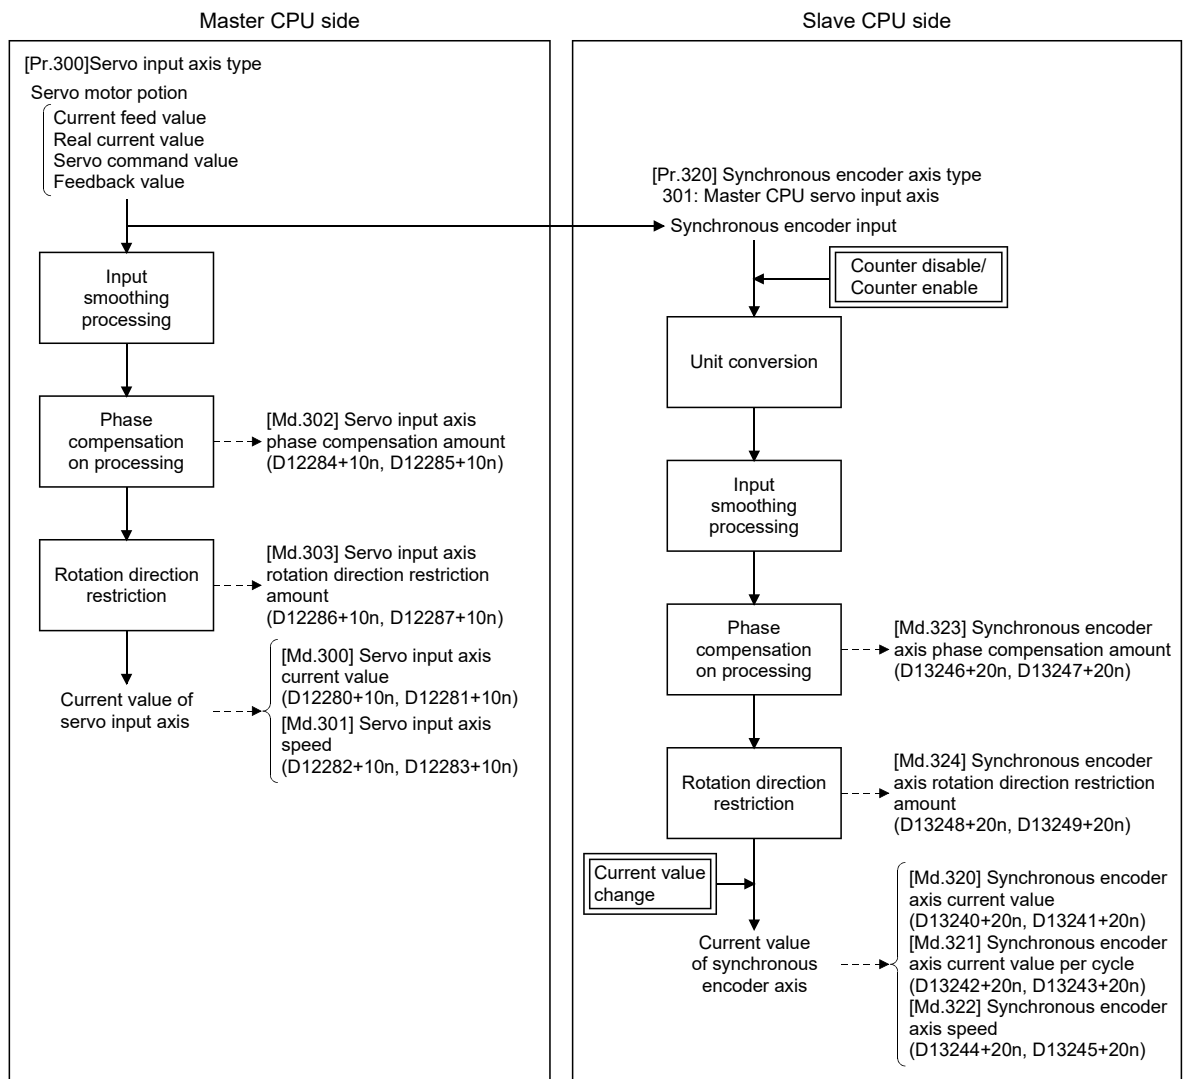 Master CPU side
[Pr.300]Servo input axis type
Servo motor potion
Current feed value
Real current value
Servo command value
Feedback value
Input
smoothing
processing
Phase
compensation
on processing
[Md.302] Servo input axis
phase compensation amount
(D12284+10n, D12285+10n)
Rotation direction
restriction
[Md.303] Servo input axis
rotation direction restriction
amount
(D12286+10n, D12287+10n)
Current value of
servo input axis
[Md.300] Servo input axis
current value
(D12280+10n, D12281+10n)
[Md.301] Servo input axis
speed
(D12282+10n, D12283+10n)
Slave CPU side
[Pr.320] Synchronous encoder axis type
301: Master CPU servo input axis
Synchronous encoder input
Counter disable/
Counter enable
Unit conversion
Input
smoothing
processing
Phase
compensation
on processing
[Md.323] Synchronous encoder
axis phase compensation amount
(D13246+20n, D13247+20n)
Rotation direction
restriction
[Md.324] Synchronous encoder
axis rotation direction restriction
amount
(D13248+20n, D13249+20n)
Current value
change
Current value
of synchronous
encoder axis
[Md.320] Synchronous encoder
axis current value
(D13240+20n, D13241+20n)
[Md.321] Synchronous encoder
axis current value per cycle
(D13242+20n, D13243+20n)
[Md.322] Synchronous encoder
axis speed
(D13244+20n, D13245+20n)